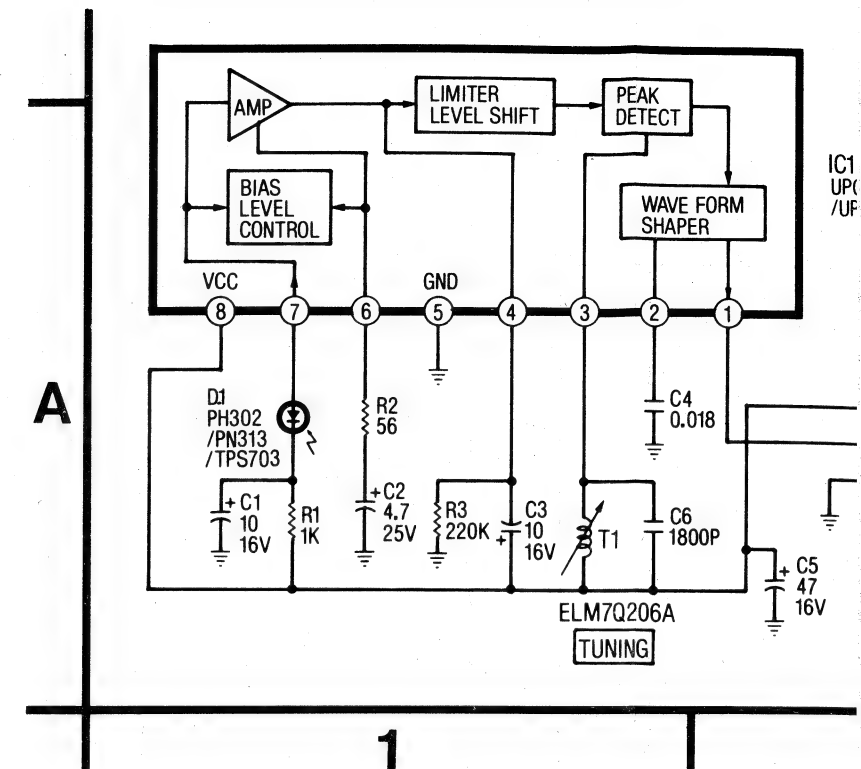 AMP
LIMITER
LEVEL SHIFT
PEAK
DETECT
BIAS
LEVEL
CONTROL
WAVE FORM
SHAPER
IC1
UPC
/UP
VCC
GND
8
7
6
5
4
3
2
1
A
D1
PH302
/PN313
/TPS703
R2
56
C4
0.018
+
C1
10
16V
R1
1K
+
C2
4.7
25V
R3
220K
+
C3
10
16V
T1
C6
1800P
+
C5
47
16V
ELM7Q206A
TUNING
1